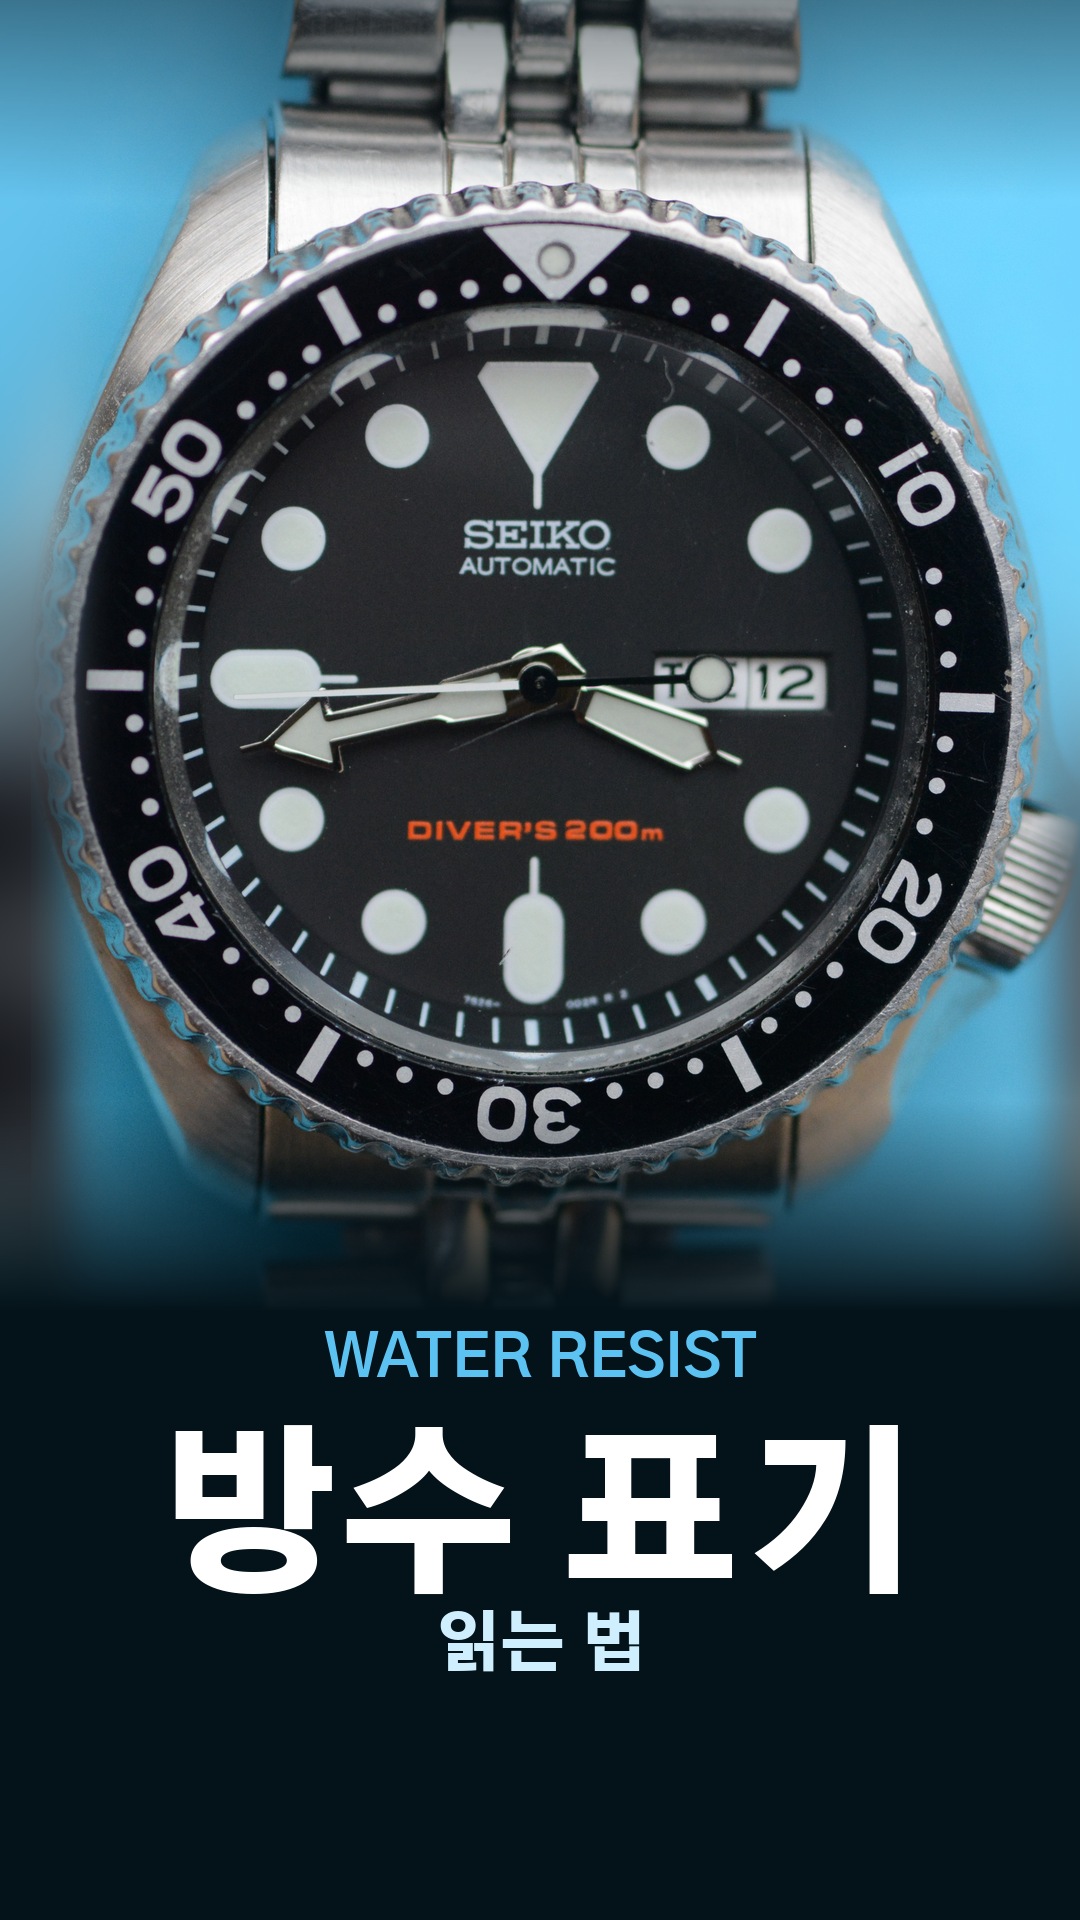 10
50
SEIKO
AUTOMATIC
12
DIVER'S 200m
40
20
30
WATER RESIST
방수 표기
읽는 법